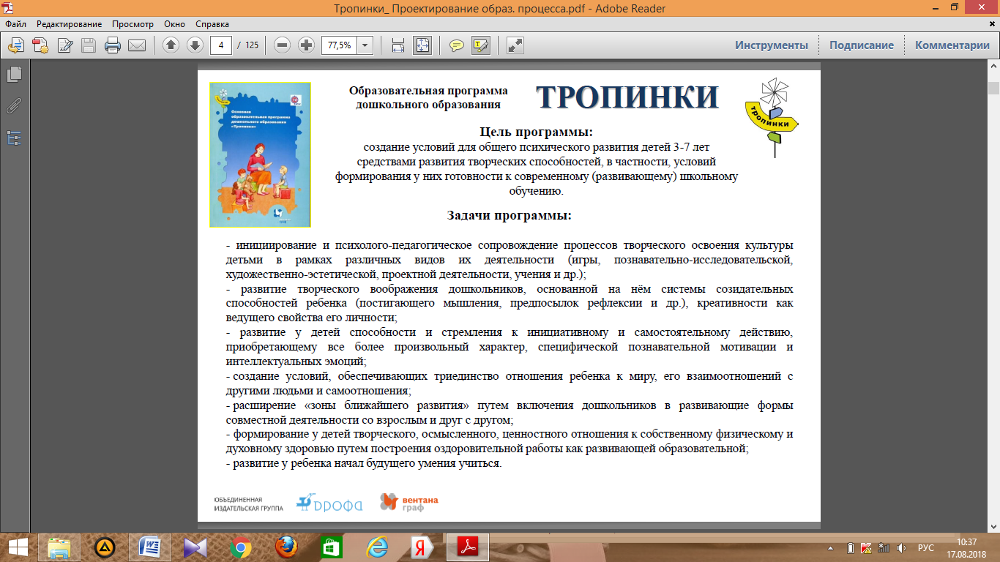 Тропинки_ Проектирование образ. процесса.pdf - Adobe Reader
Файл Редактирование Просмотр Окно Справка
4 / 125 77,5% Инструменты Подписание Комментарии
Основная
образовательная программа
дошкольного образования
«Тропинки»
Образовательная программа
дошкольного образования
ТРОПИНКИ
тропинки
Цель программы:
создание условий для общего психического развития детей 3-7 лет
средствами развития творческих способностей, в частности, условий
формирования у них готовности к современному (развивающему) школьному
обучению.
Задачи программы:
- инициирование и психолого-педагогическое сопровождение процессов творческого освоения культуры
детьми в рамках различных видов их деятельности (игры, познавательно-исследовательской,
художественно-эстетической, проектной деятельности, учения и др.);
- развитие творческого воображения дошкольников, основанной на нём системы созидательных
способностей ребенка (постигающего мышления, предпосылок рефлексии и др.), креативности как
ведущего свойства его личности;
- развитие у детей способности и стремления к инициативному и самостоятельному действию,
приобретающему все более произвольный характер, специфической познавательной мотивации и
интеллектуальных эмоций;
- создание условий, обеспечивающих триединство отношения ребенка к миру, его взаимоотношений с
другими людьми и самоотношения;
- расширение «зоны ближайшего развития» путем включения дошкольников в развивающие формы
совместной деятельности со взрослым и друг с другом;
- формирование у детей творческого, осмысленного, ценностного отношения к собственному физическому и
духовному здоровью путем построения оздоровительной работы как развивающей образовательной;
- развитие у ребенка начал будущего умения учиться.
ОБЪЕДИНЕННАЯ
ИЗДАТЕЛЬСКАЯ ГРУППА
дрофа
вентана
граф
РУС
10:37
17.08.2018